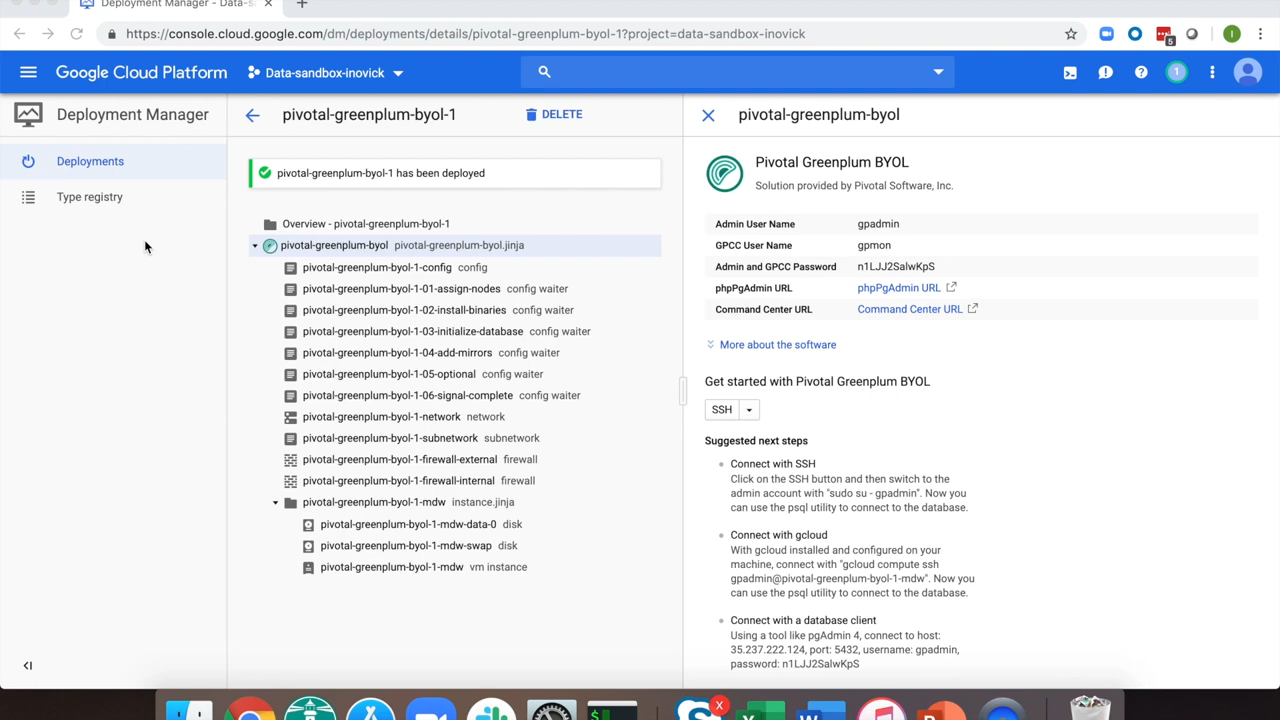 Deployment Manager - Data-s
https://console.cloud.google.com/dm/deployments/details/pivotal-greenplum-byol-1?project=data-sandbox-inovick
5
I
Google Cloud Platform
Data-sandbox-inovick
1
Deployment Manager
pivotal-greenplum-byol-1
DELETE
pivotal-greenplum-byol
Deployments
Type registry
pivotal-greenplum-byol-1 has been deployed
Overview - pivotal-greenplum-byol-1
pivotal-greenplum-byol pivotal-greenplum-byol.jinja
pivotal-greenplum-byol-1-config config
pivotal-greenplum-byol-1-01-assign-nodes config waiter
pivotal-greenplum-byol-1-02-install-binaries config waiter
pivotal-greenplum-byol-1-03-initialize-database config waiter
pivotal-greenplum-byol-1-04-add-mirrors config waiter
pivotal-greenplum-byol-1-05-optional config waiter
pivotal-greenplum-byol-1-06-signal-complete config waiter
pivotal-greenplum-byol-1-network network
pivotal-greenplum-byol-1-subnetwork subnetwork
pivotal-greenplum-byol-1-firewall-external firewall
pivotal-greenplum-byol-1-firewall-internal firewall
pivotal-greenplum-byol-1-mdw instance.jinja
pivotal-greenplum-byol-1-mdw-data-0 disk
pivotal-greenplum-byol-1-mdw-swap disk
pivotal-greenplum-byol-1-mdw vm instance
Pivotal Greenplum BYOL
Solution provided by Pivotal Software, Inc.
Admin User Name gpadmin
GPCC User Name gpmon
Admin and GPCC Password n1LJJ2SalwKpS
phpPgAdmin URL phpPgAdmin URL
Command Center URL Command Center URL
More about the software
Get started with Pivotal Greenplum BYOL
SSH
Suggested next steps
Connect with SSH
Click on the SSH button and then switch to the
admin account with "sudo su - gpadmin". Now you
can use the psql utility to connect to the database.
Connect with gcloud
With gcloud installed and configured on your
machine, connect with "gcloud compute ssh
gpadmin@pivotal-greenplum-byol-1-mdw". Now you
can use the psql utility to connect to the database.
Connect with a database client
Using a tool like pgAdmin 4, connect to host:
35.237.222.124, port: 5432, username: gpadmin,
password: n1LJJ2SalwKpS